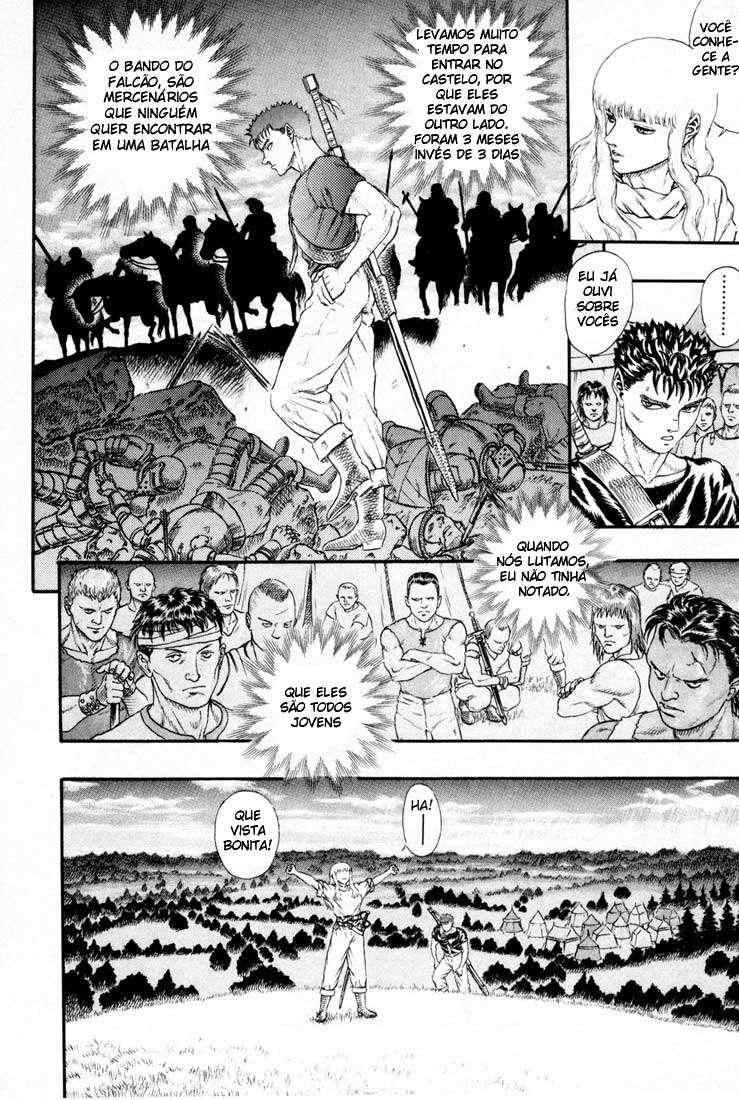 VOCÊ
CONHE-
CE A
GENTE?
........
EU JÁ
OUVI
SOBRE
VOCÊS
LEVAMOS MUITO
TEMPO PARA
ENTRAR NO
CASTELO, POR
QUE ELES
ESTAVAM DO
OUTRO LADO.
FORAM 3 MESES
INVÉS DE 3 DIAS
O BANDO DO
FALCÃO, SÃO
MERCENÁRIOS
QUE NINGUÉM
QUER ENCONTRAR
EM UMA BATALHA
QUANDO
NÓS LUTAMOS,
EU NÃO TINHA
NOTADO.
QUE ELES
SÃO TODOS
JOVENS
HA!
QUE
VISTA
BONITA!